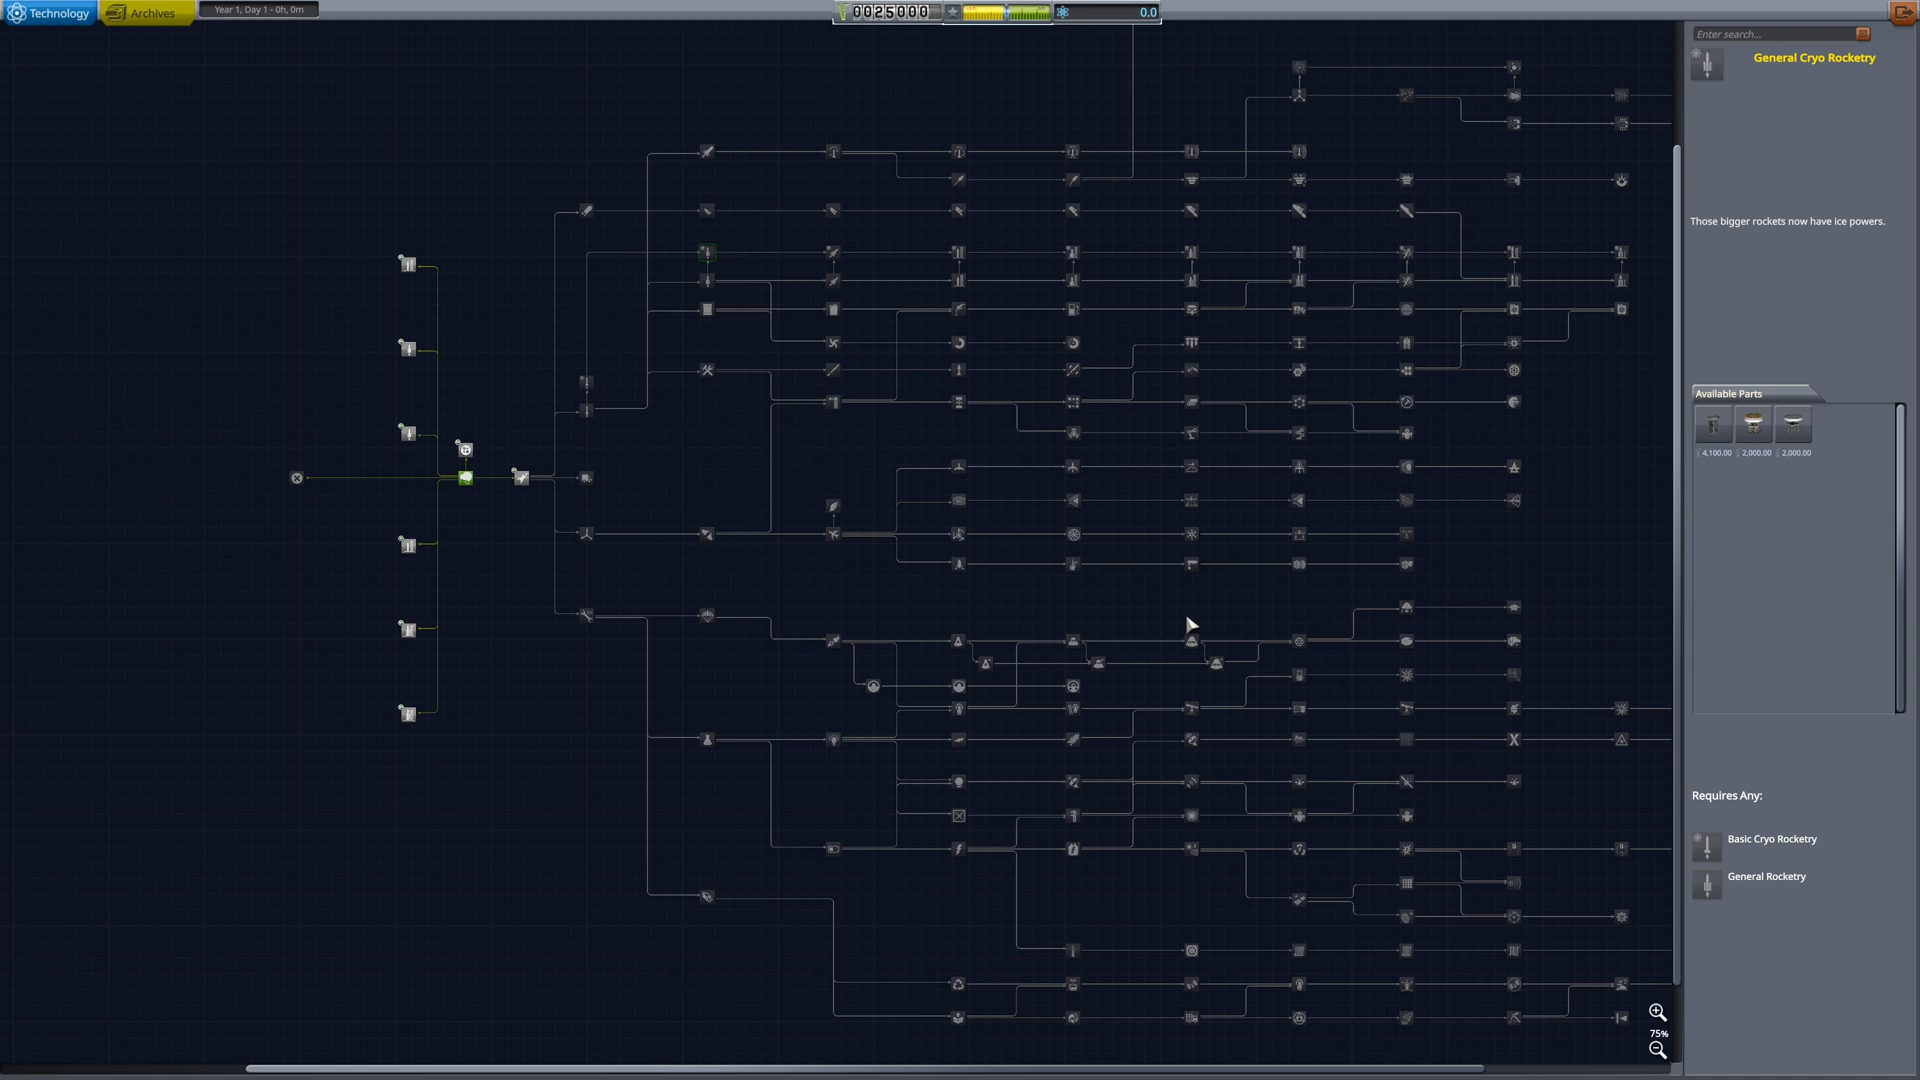 Technology
Archives
Year 1, Day 1 - 0h, 0m
0025000
0.0
Enter search...
General Cryo Rocketry
Those bigger rockets now have ice powers.
Available Parts
4,100.00 2,000.00 2,000.00
Requires Any:
Basic Cryo Rocketry
General Rocketry
75%